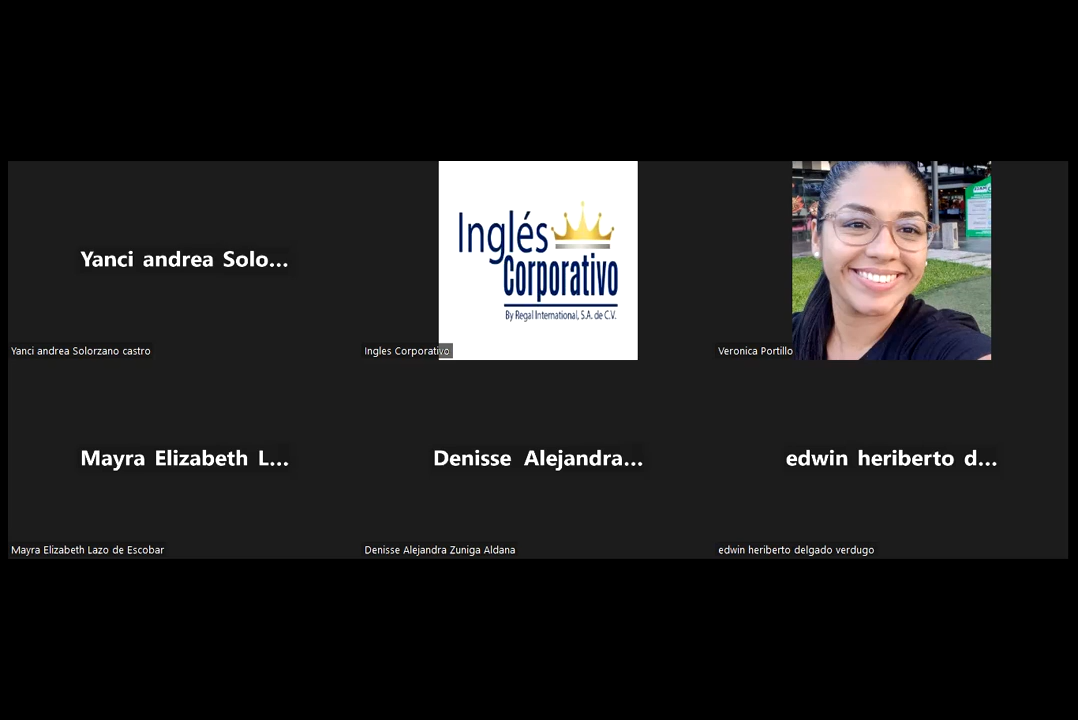 Yanci andrea Solo...
Yanci andrea Solorzano castro
Inglés
Corporativo
By Regal International, S.A. de C.V.
Ingles Corporativo
Veronica Portillo
Mayra Elizabeth L...
Mayra Elizabeth Lazo de Escobar
Denisse Alejandra...
Denisse Alejandra Zuniga Aldana
edwin heriberto d...
edwin heriberto delgado verdugo